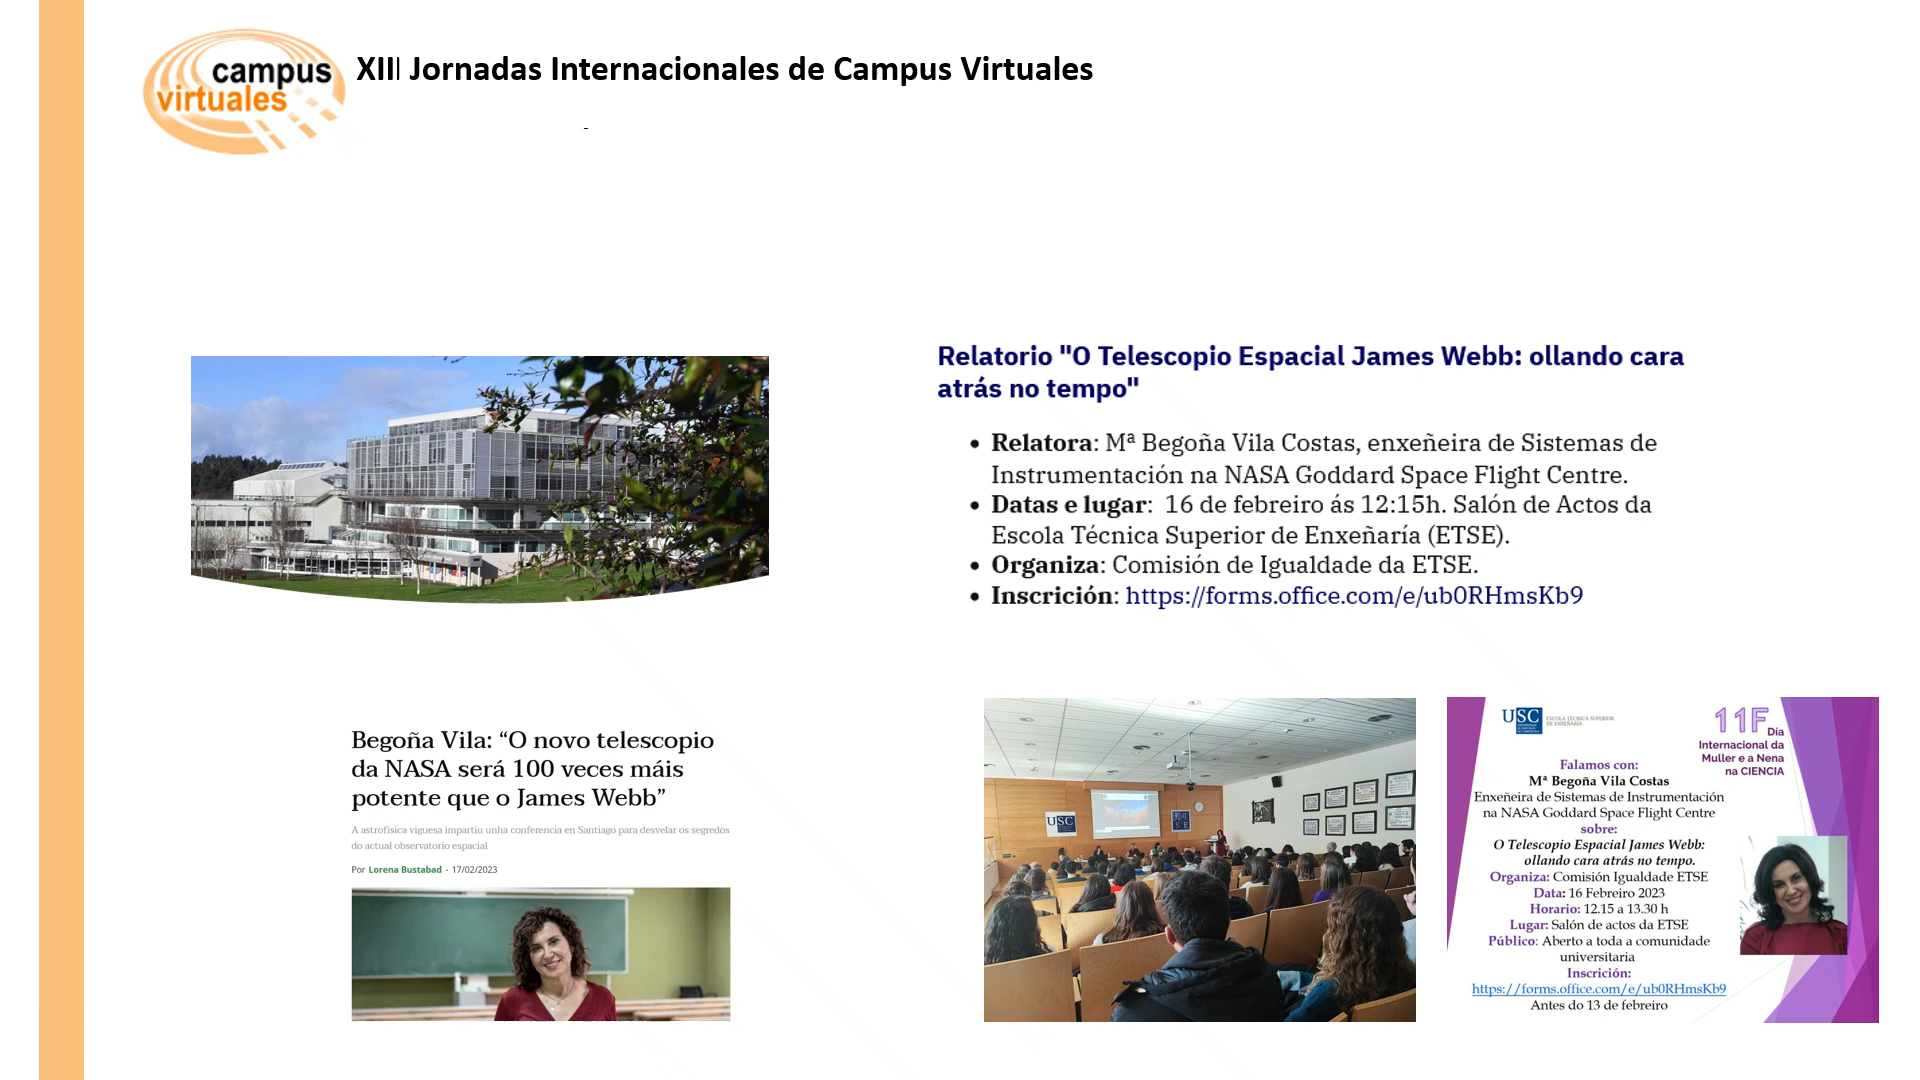 campus
virtuales
XIII Jornadas Internacionales de Campus Virtuales
-
Relatorio "O Telescopio Espacial James Webb: ollando cara
atrás no tempo"
• Relatora: Mª Begoña Vila Costas, enxeñeira de Sistemas de
Instrumentación na NASA Goddard Space Flight Centre.
• Datas e lugar: 16 de febreiro ás 12:15h. Salón de Actos da
Escola Técnica Superior de Enxeñaría (ETSE).
• Organiza: Comisión de Igualdade da ETSE.
• Inscrición: https://forms.office.com/e/ub0RHmsKb9
Begoña Vila: “O novo telescopio
da NASA será 100 veces máis
potente que o James Webb”
A astrofísica viguesa impartiu unha conferencia en Santiago para desvelar os segredos
do actual observatorio espacial
Por Lorena Bustabad - 17/02/2023
USC
USC
ESCOLA TÉCNICA SUPERIOR
DE ENXEÑARÍA
11F Día
Internacional da
Muller e a Nena
na CIENCIA
Falamos con:
Mª Begoña Vila Costas
Enxeñeira de Sistemas de Instrumentación
na NASA Goddard Space Flight Centre
sobre:
O Telescopio Espacial James Webb:
ollando cara atrás no tempo.
Organiza: Comisión Igualdade ETSE
Data: 16 Febreiro 2023
Horario: 12.15 a 13.30 h
Lugar: Salón de actos da ETSE
Público: Aberto a toda a comunidade
universitaria
Inscrición:
https://forms.office.com/e/ub0RHmsKb9
Antes do 13 de febreiro